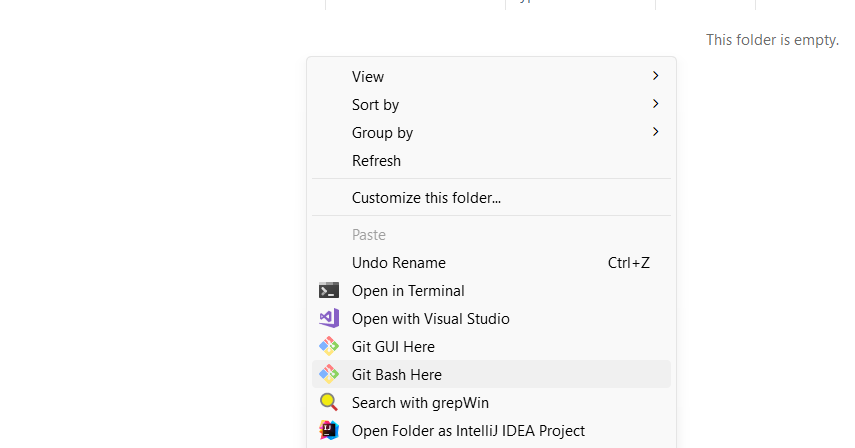 This folder is empty.
View
Sort by
Group by
Refresh
Customize this folder...
Paste
Undo Rename Ctrl+Z
Open in Terminal
Open with Visual Studio
Git GUI Here
Git Bash Here
Search with grepWin
Open Folder as IntelliJ IDEA Project